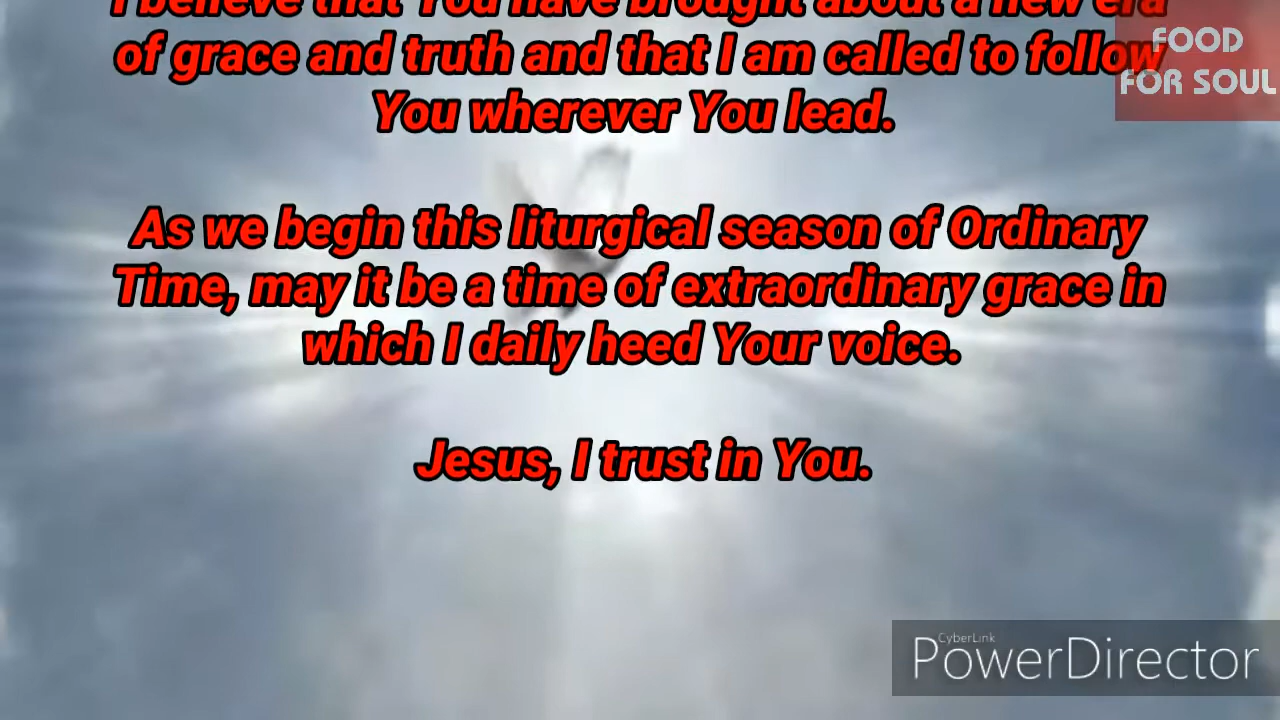 I believe that You have brought about a new era
of grace and truth and that I am called to follow
You wherever You lead.
As we begin this liturgical season of Ordinary
Time, may it be a time of extraordinary grace in
which I daily heed Your voice.
Jesus, I trust in You.
FOOD
FOR SOUL
CyberLink
PowerDirector